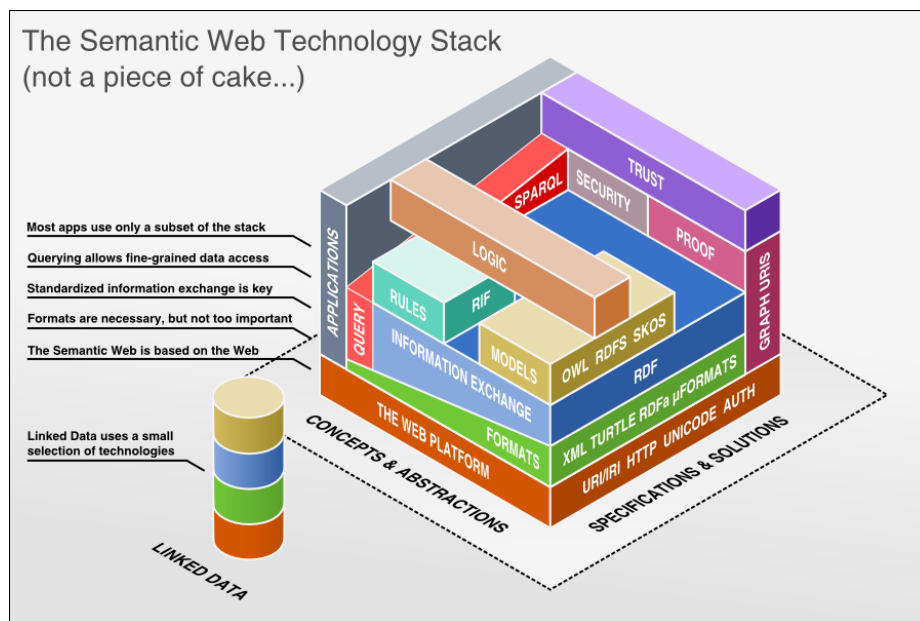 The Semantic Web Technology Stack
(not a piece of cake...)
Most apps use only a subset of the stack
Querying allows fine-grained data access
Standardized information exchange is key
Formats are necessary, but not too important
The Semantic Web is based on the Web
Linked Data uses a small
selection of technologies
LINKED DATA
APPLICATIONS
QUERY
RULES
RIF
LOGIC
SPARQL
SECURITY
TRUST
PROOF
GRAPH URIS
MODELS
OWL RDFS SKOS
INFORMATION EXCHANGE
RDF
FORMATS
XML TURTLE RDFa µFORMATS
THE WEB PLATFORM
URI/IRI HTTP UNICODE AUTH
CONCEPTS & ABSTRACTIONS
SPECIFICATIONS & SOLUTIONS